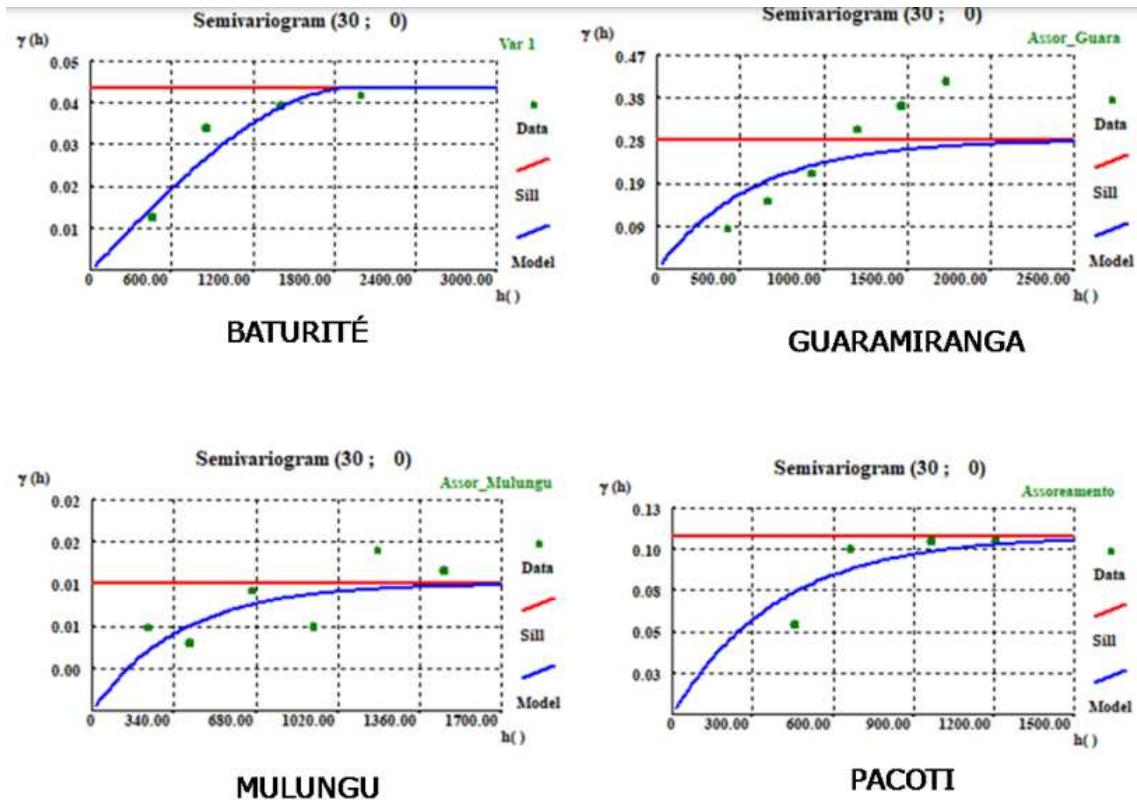 Semivariogram (30 ; 0)
γ (h)
Var 1
0.05
0.04
0.03
0.02
0.01
Data
Sill
Model
0 600.00 1200.00 1800.00 2400.00 3000.00
h( )
BATURITÉ
Semivariogram (30 ; 0)
γ (h)
Assor_Guara
0.47
0.38
0.28
0.19
0.09
Data
Sill
Model
0 500.00 1000.00 1500.00 2000.00 2500.00
h( )
GUARAMIRANGA
Semivariogram (30 ; 0)
γ (h)
Assor_Mulungu
0.02
0.02
0.01
0.01
0.00
Data
Sill
Model
0 340.00 680.00 1020.00 1360.00 1700.00
h( )
MULUNGU
Semivariogram (30 ; 0)
γ (h)
Assoreamento
0.13
0.10
0.08
0.05
0.03
Data
Sill
Model
0 300.00 600.00 900.00 1200.00 1500.00
h( )
PACOTI